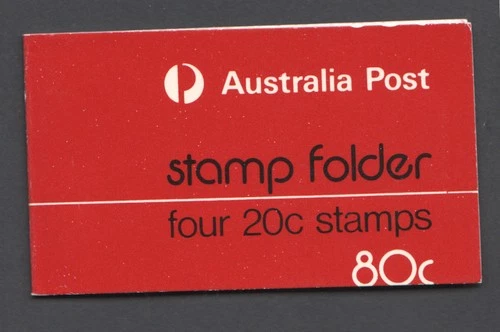 Australia Post
stamp folder
four 20c stamps
80c